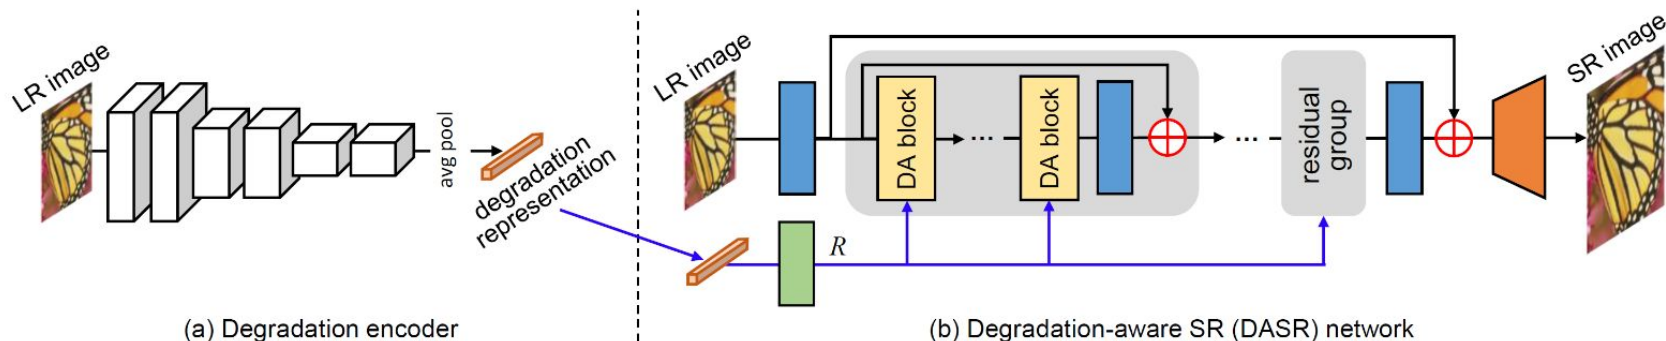 LR image
avg pool
degradation
representation
(a) Degradation encoder
LR image
DA block
...
DA block
...
residual
group
SR image
R
(b) Degradation-aware SR (DASR) network